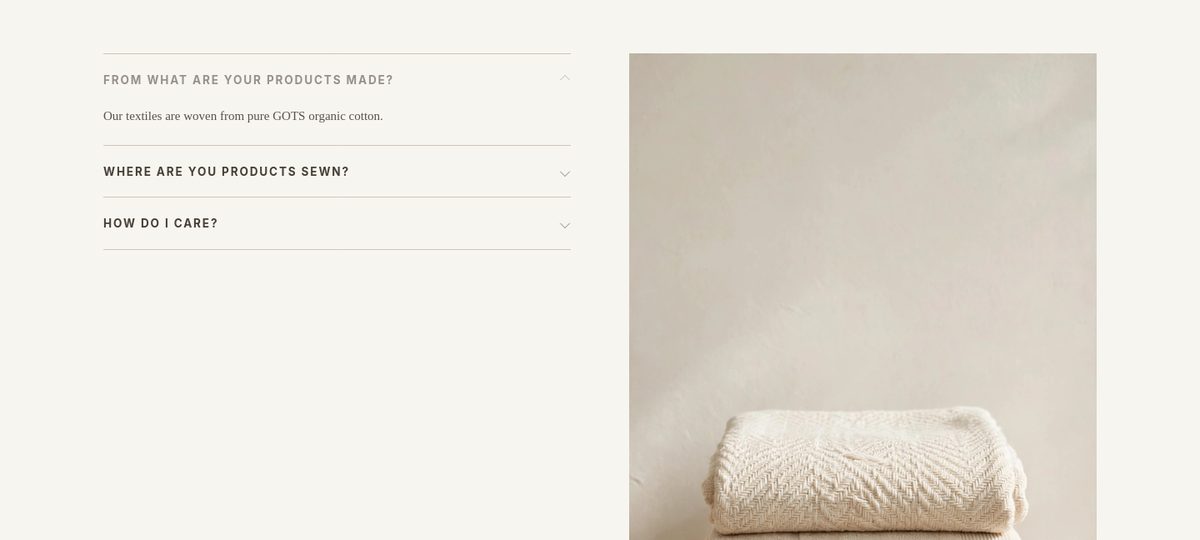 FROM WHAT ARE YOUR PRODUCTS MADE?
Our textiles are woven from pure GOTS organic cotton.
WHERE ARE YOU PRODUCTS SEWN?
HOW DO I CARE?